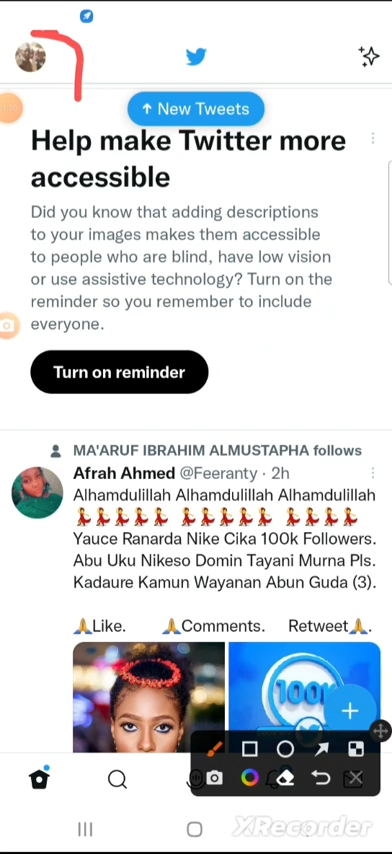 New Tweets
Help make Twitter more
accessible
Did you know that adding descriptions
to your images makes them accessible
to people who are blind, have low vision
or use assistive technology? Turn on the
reminder so you remember to include
everyone.
Turn on reminder
MA'ARUF IBRAHIM ALMUSTAPHA follows
Afrah Ahmed @Feeranty · 2h
Alhamdulillah Alhamdulillah Alhamdulillah
💃💃💃💃💃 💃💃💃💃💃 💃💃💃💃
Yauce Ranarda Nike Cika 100k Followers.
Abu Uku Nikeso Domin Tayani Murna Pls.
Kadaure Kamun Wayanan Abun Guda (3).
🙏Like. 🙏Comments. Retweet🙏.
XRecorder